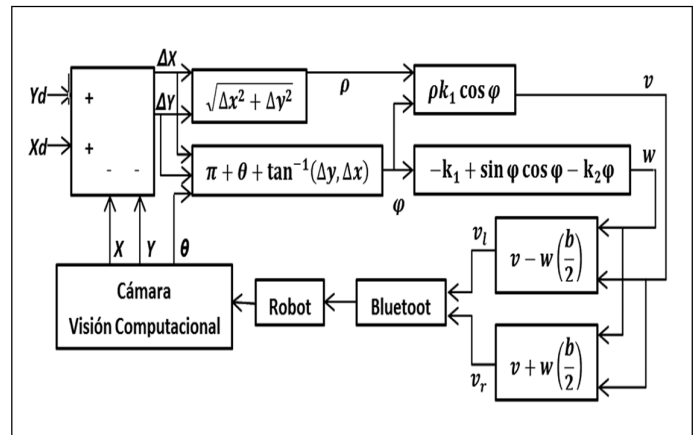 ΔX
Yd
+
ΔY
√(Δx² + Δy²)
ρ
ρk₁ cos φ
v
Xd
+
- -
π + θ + tan⁻¹(Δy, Δx)
φ
-k₁ + sin φ cos φ - k₂φ
w
X Y θ
Cámara
Visión Computacional
Robot
Bluetoot
v_l
v - w(b/2)
v_r
v + w(b/2)